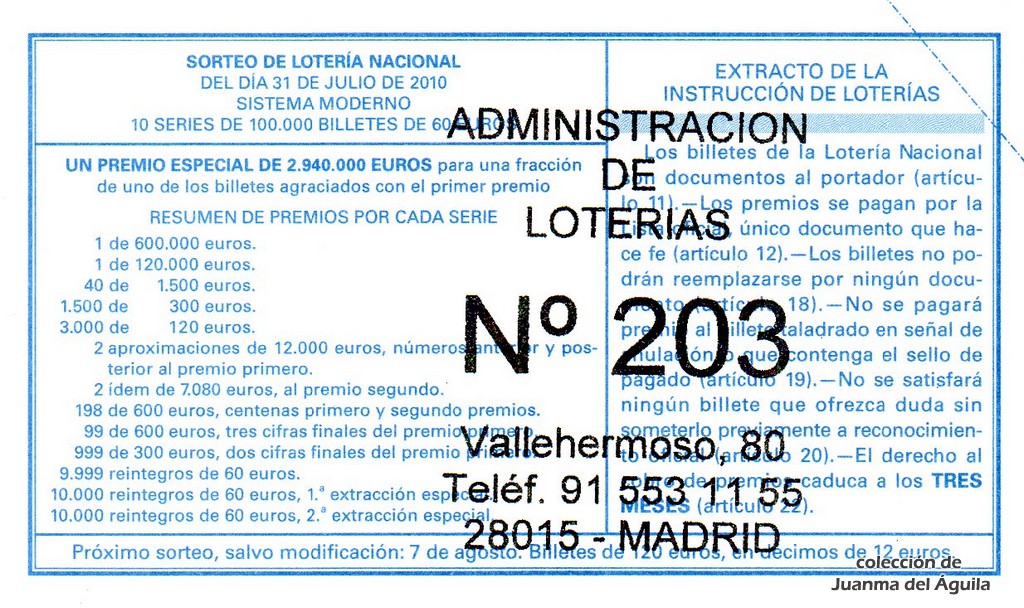 SORTEO DE LOTERÍA NACIONAL
DEL DÍA 31 DE JULIO DE 2010
SISTEMA MODERNO
10 SERIES DE 100.000 BILLETES DE 60 EUROS
UN PREMIO ESPECIAL DE 2.940.000 EUROS para una fracción
de uno de los billetes agraciados con el primer premio
RESUMEN DE PREMIOS POR CADA SERIE
1 de 600.000 euros.
1 de 120.000 euros.
40 de 1.500 euros.
1.500 de 300 euros.
3.000 de 120 euros.
2 aproximaciones de 12.000 euros, números anterior y pos-
terior al premio primero.
2 ídem de 7.080 euros, al premio segundo.
198 de 600 euros, centenas primero y segundo premios.
99 de 600 euros, tres cifras finales del premio primero.
999 de 300 euros, dos cifras finales del premio primero.
9.999 reintegros de 60 euros.
10.000 reintegros de 60 euros, 1.ª extracción especial.
10.000 reintegros de 60 euros, 2.ª extracción especial.
EXTRACTO DE LA
INSTRUCCIÓN DE LOTERÍAS
Los billetes de la Lotería Nacional
son documentos al portador (artícu-
lo 11).—Los premios se pagan por la
Lista oficial, único documento que ha-
ce fe (artículo 12).—Los billetes no po-
drán reemplazarse por ningún docu-
mento (artículo 18).—No se pagará
premio al billete taladrado en señal de
anulación o que contenga el sello de
pagado (artículo 19).—No se satisfará
ningún billete que ofrezca duda sin
someterlo previamente a reconocimien-
to oficial (artículo 20).—El derecho al
cobro de premios caduca a los TRES
MESES (artículo 22).
Próximo sorteo, salvo modificación: 7 de agosto. Billetes de 120 euros, en décimos de 12 euros.
ADMINISTRACION
DE
LOTERIAS
Nº 203
Vallehermoso, 80
Teléf. 91 553 11 55
28015 - MADRID
colección de
Juanma del Águila